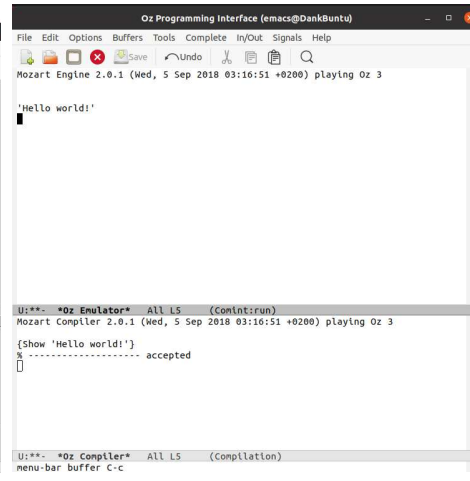 Oz Programming Interface (emacs@DankBuntu)
File Edit Options Buffers Tools Complete In/Out Signals Help
Save Undo
Mozart Engine 2.0.1 (Wed, 5 Sep 2018 03:16:51 +0200) playing Oz 3
'Hello world!'
U:**- *Oz Emulator* All L5 (Comint:run)
Mozart Compiler 2.0.1 (Wed, 5 Sep 2018 03:16:51 +0200) playing Oz 3
{Show 'Hello world!'}
% -------------------- accepted
U:**- *Oz Compiler* All L5 (Compilation)
menu-bar buffer C-c